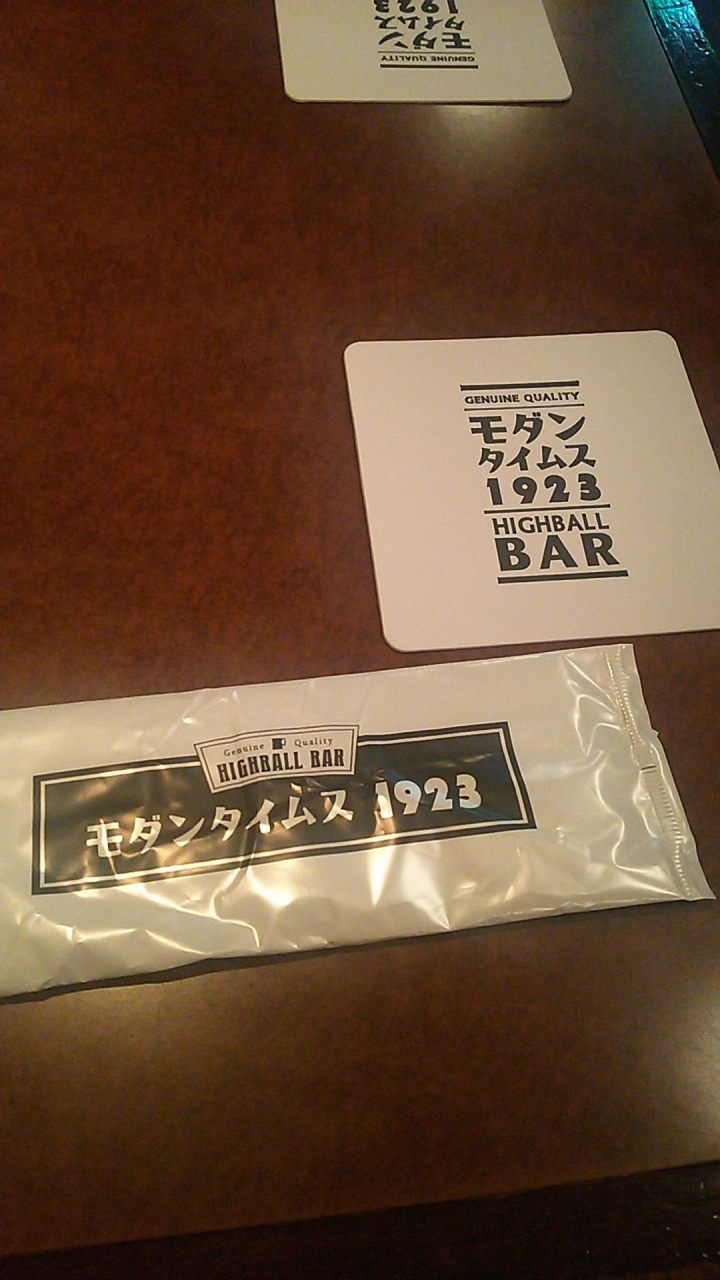 GENUINE QUALITY
モダン
タイムス
1923
GENUINE QUALITY
モダン
タイムス
1923
HIGHBALL
BAR
Genuine Quality
HIGHBALL BAR
モダンタイムス 1923